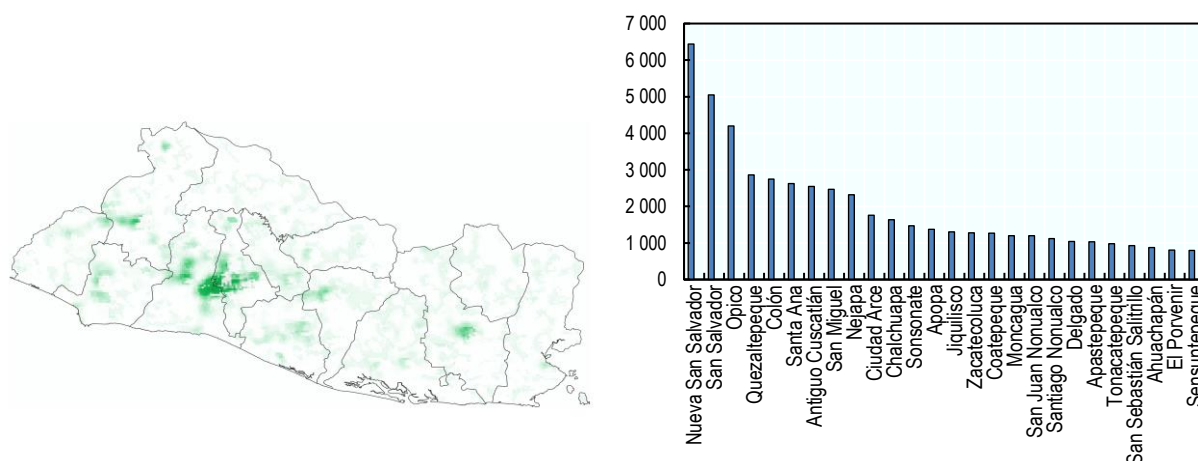 7 000
6 000
5 000
4 000
3 000
2 000
1 000
0
Nueva San Salvador
San Salvador
Opico
Quezaltepeque
Colón
Santa Ana
Antiguo Cuscatlán
San Miguel
Nejapa
Ciudad Arce
Chalchuapa
Sonsonate
Apopa
Jiquilisco
Zacatecoluca
Coatepeque
Moncagua
San Juan Nonualco
Santiago Nonualco
Delgado
Apastepeque
Tonacatepeque
San Sebastián Salitrillo
Ahuachapán
El Porvenir
Sensuntepeque